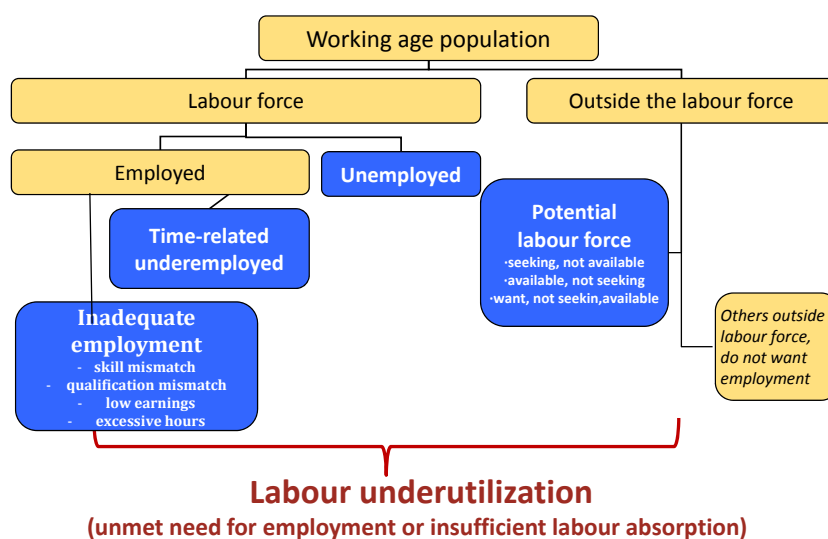 Working age population
Labour force
Outside the labour force
Employed
Unemployed
Time-related
underemployed
Potential
labour force
·seeking, not available
·available, not seeking
·want, not seekin,available
Inadequate
employment
- skill mismatch
- qualification mismatch
- low earnings
- excessive hours
Others outside
labour force,
do not want
employment
Labour underutilization
(unmet need for employment or insufficient labour absorption)